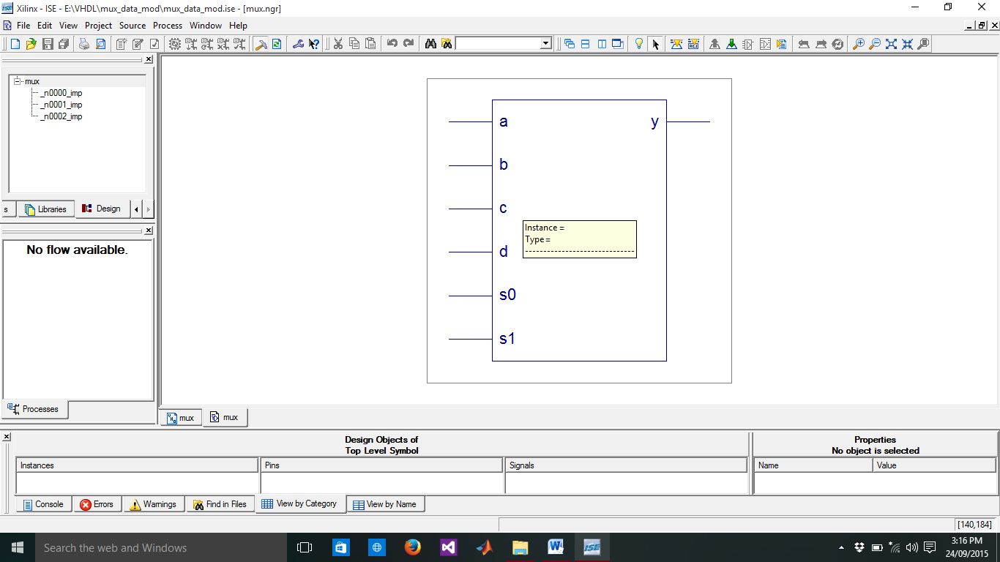 Xilinx - ISE - E:\VHDL\mux_data_mod\mux_data_mod.ise - [mux.ngr]
File Edit View Project Source Process Window Help
mux
_n0000_imp
_n0001_imp
_n0002_imp
s Libraries Design
No flow available.
Processes
a
y
b
c
Instance =
Type =
d
s0
s1
mux mux
Design Objects of
Top Level Symbol
Properties
No object is selected
Instances Pins Signals Name Value
Console Errors Warnings Find in Files View by Category View by Name
[140,184]
Search the web and Windows
ISE
3:16 PM
24/09/2015